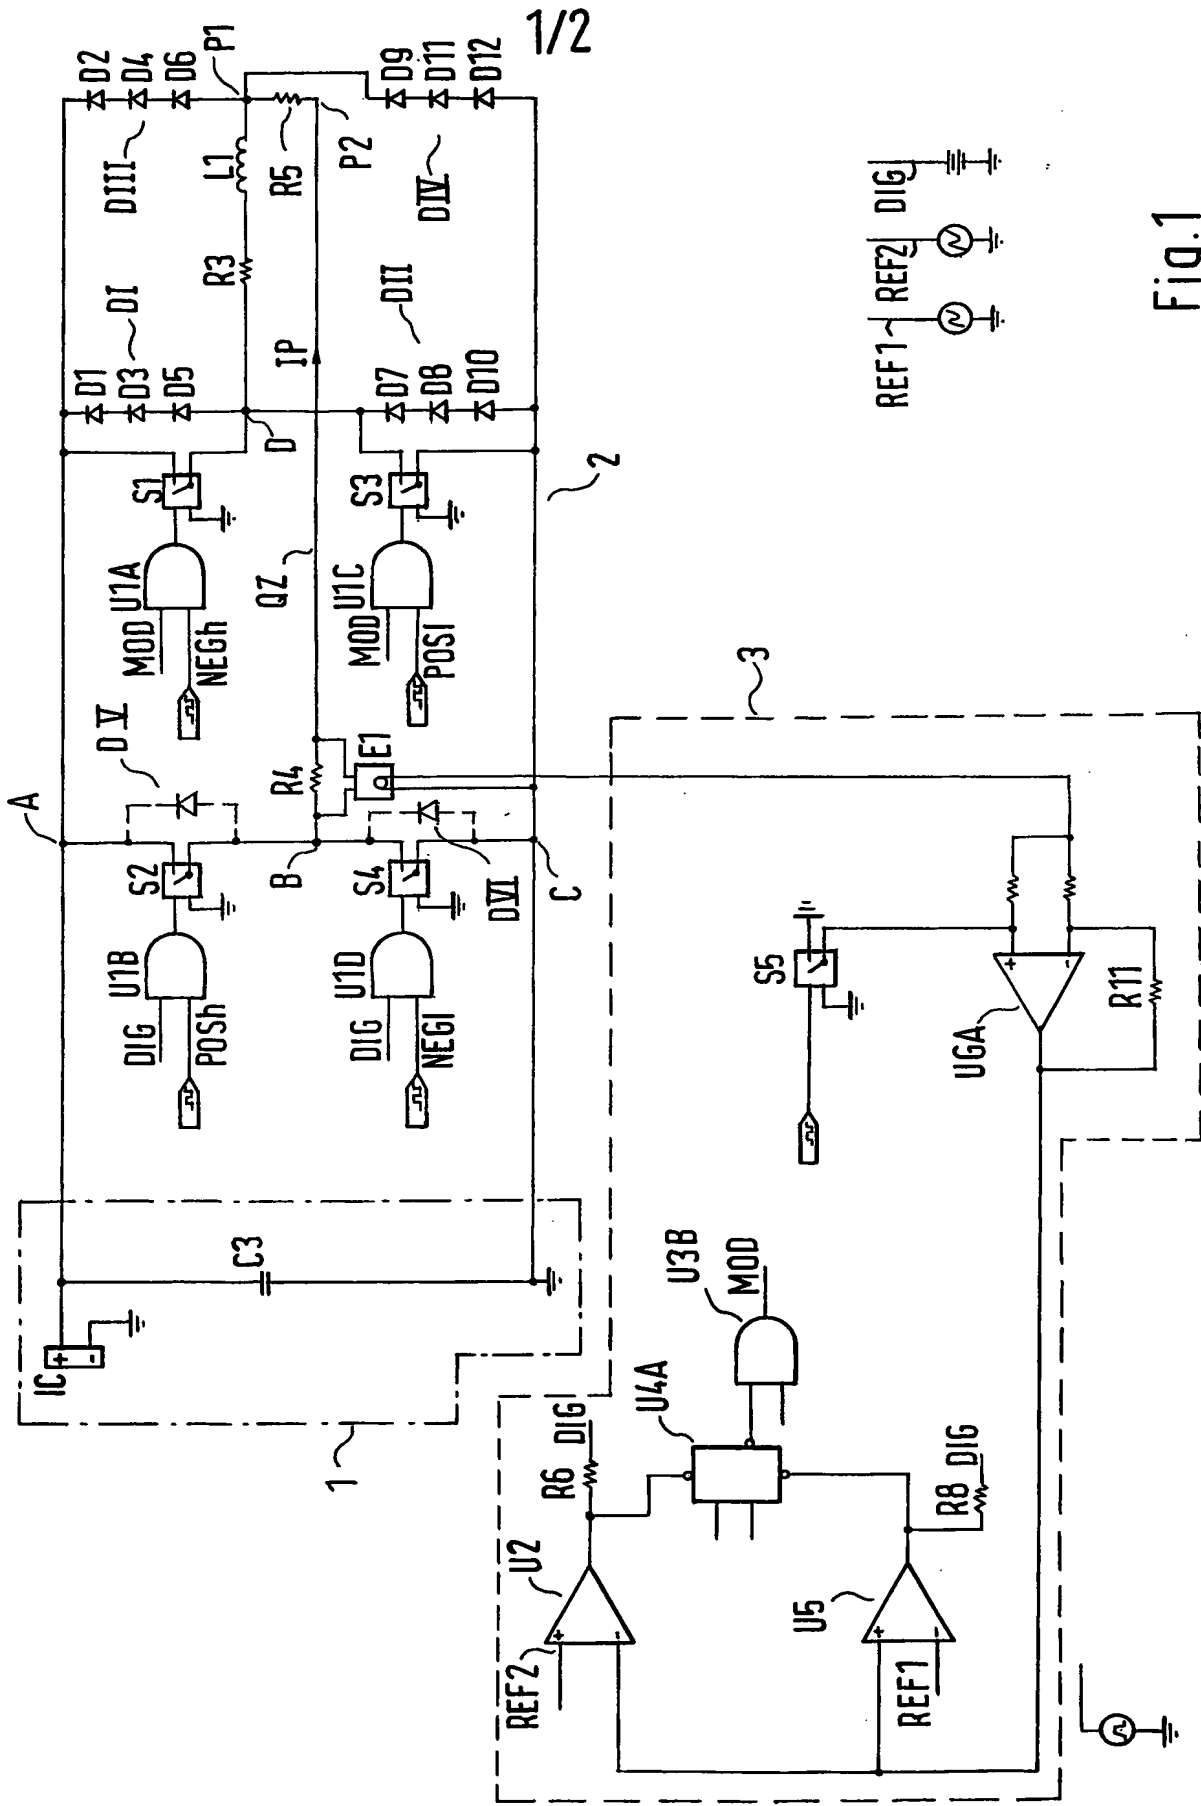 1/2
A
D V
S2
U1B
DIG
POSh
B
S4
U1D
DIG
NEGl
D VI
C
R4
E1
QZ
IP
MOD
NEGh
U1A
S1
D
MOD
POSl
U1C
S3
2
D1
D3
D5
DI
D7
D8
D10
DII
R3
L1
D2
D4
D6
DIII
P1
R5
P2
D9
D11
D12
DIV
IC
+
-
C3
1
3
S5
+
-
UGA
R11
REF2
+
-
U2
R6
DIG
U4A
U3B
MOD
REF1
+
-
U5
R8
DIG
REF1
REF2
DIG
Fig.1